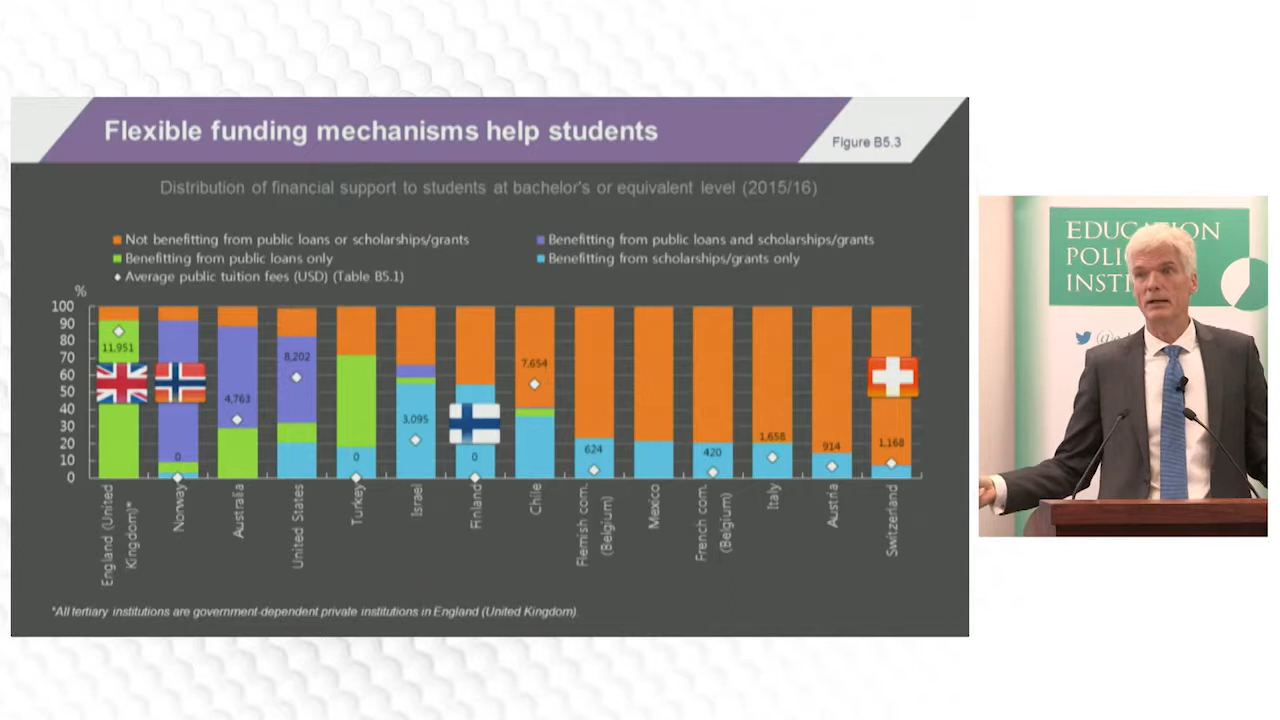 Flexible funding mechanisms help students
Figure B5.3
Distribution of financial support to students at bachelor's or equivalent level (2015/16)
Not benefitting from public loans or scholarships/grants
Benefitting from public loans and scholarships/grants
Benefitting from public loans only
Benefitting from scholarships/grants only
Average public tuition fees (USD) (Table B5.1)
%
100
90
80
70
60
50
40
30
20
10
0
11,951
0
4,763
8,202
0
3,095
0
7,654
624
420
1,658
914
1,168
England (United
Kingdom)*
Norway
Australia
United States
Turkey
Israel
Finland
Chile
Flemish com.
(Belgium)
Mexico
French com.
(Belgium)
Italy
Austria
Switzerland
*All tertiary institutions are government-dependent private institutions in England (United Kingdom).
EDUCATION
POLI
INSTI